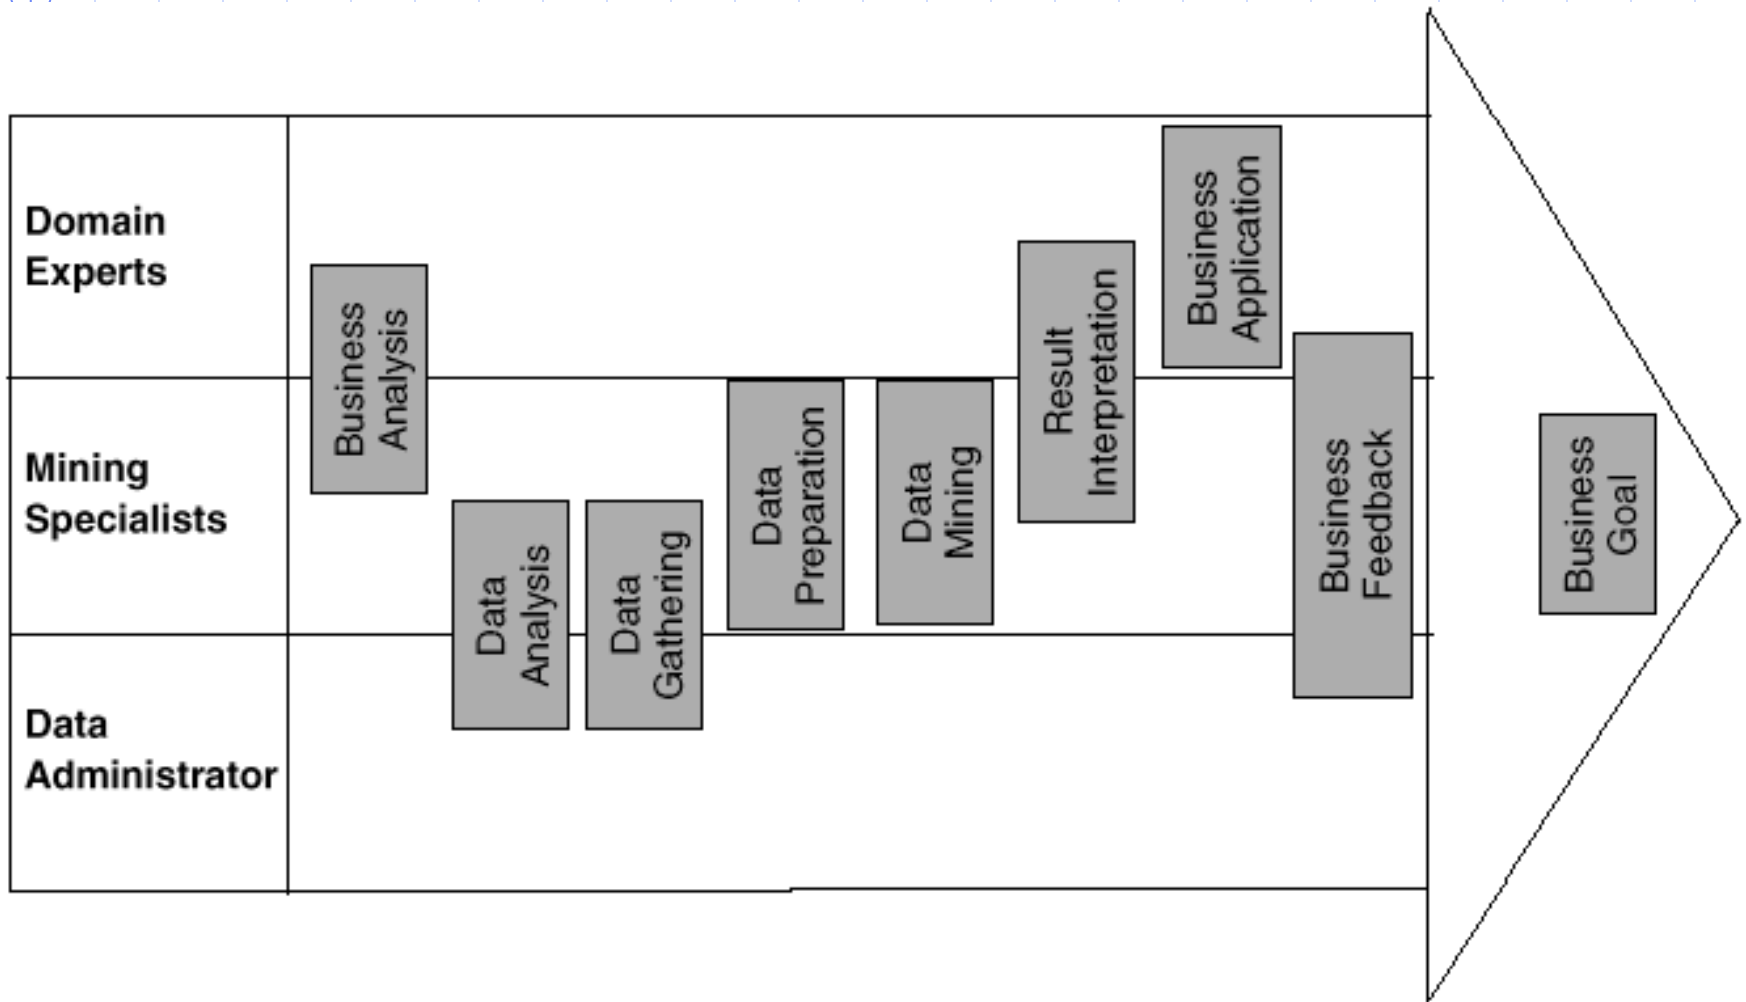 Domain
Experts
Mining
Specialists
Data
Administrator
Business
Analysis
Data
Analysis
Data
Gathering
Data
Preparation
Data
Mining
Result
Interpretation
Business
Application
Business
Feedback
Business
Goal